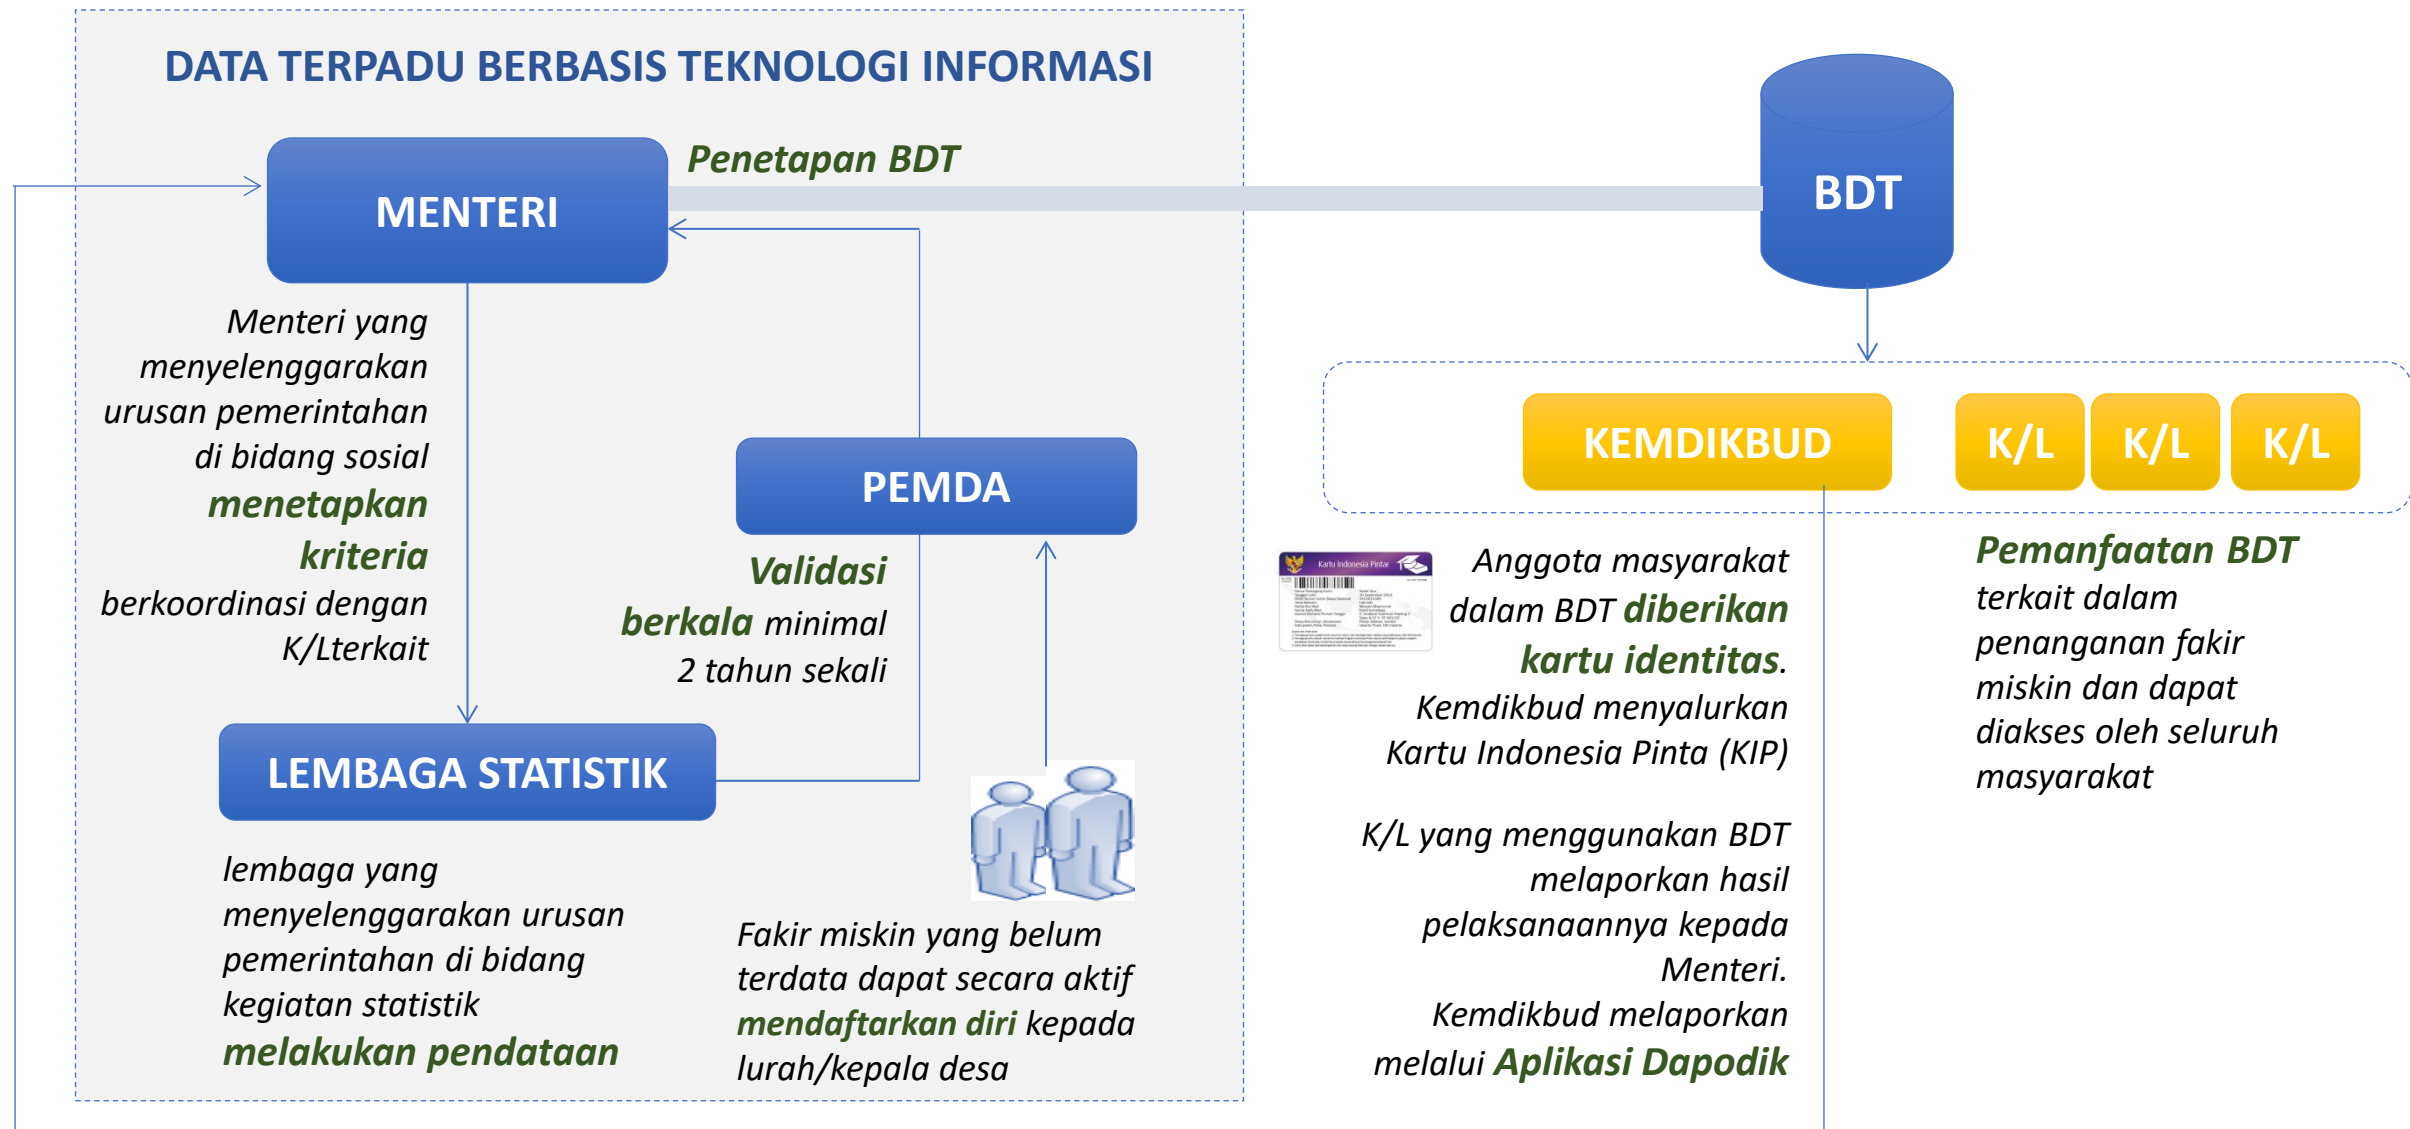 DATA TERPADU BERBASIS TEKNOLOGI INFORMASI
Penetapan BDT
MENTERI
BDT
Menteri yang
menyelenggarakan
urusan pemerintahan
di bidang sosial
menetapkan
kriteria
berkoordinasi dengan
K/Lterkait
PEMDA
Validasi
berkala minimal
2 tahun sekali
LEMBAGA STATISTIK
lembaga yang
menyelenggarakan urusan
pemerintahan di bidang
kegiatan statistik
melakukan pendataan
Fakir miskin yang belum
terdata dapat secara aktif
mendaftarkan diri kepada
lurah/kepala desa
KEMDIKBUD
K/L
K/L
K/L
Kartu Indonesia Pintar
Anggota masyarakat
dalam BDT diberikan
kartu identitas.
Kemdikbud menyalurkan
Kartu Indonesia Pinta (KIP)
K/L yang menggunakan BDT
melaporkan hasil
pelaksanaannya kepada
Menteri.
Kemdikbud melaporkan
melalui Aplikasi Dapodik
Pemanfaatan BDT
terkait dalam
penanganan fakir
miskin dan dapat
diakses oleh seluruh
masyarakat